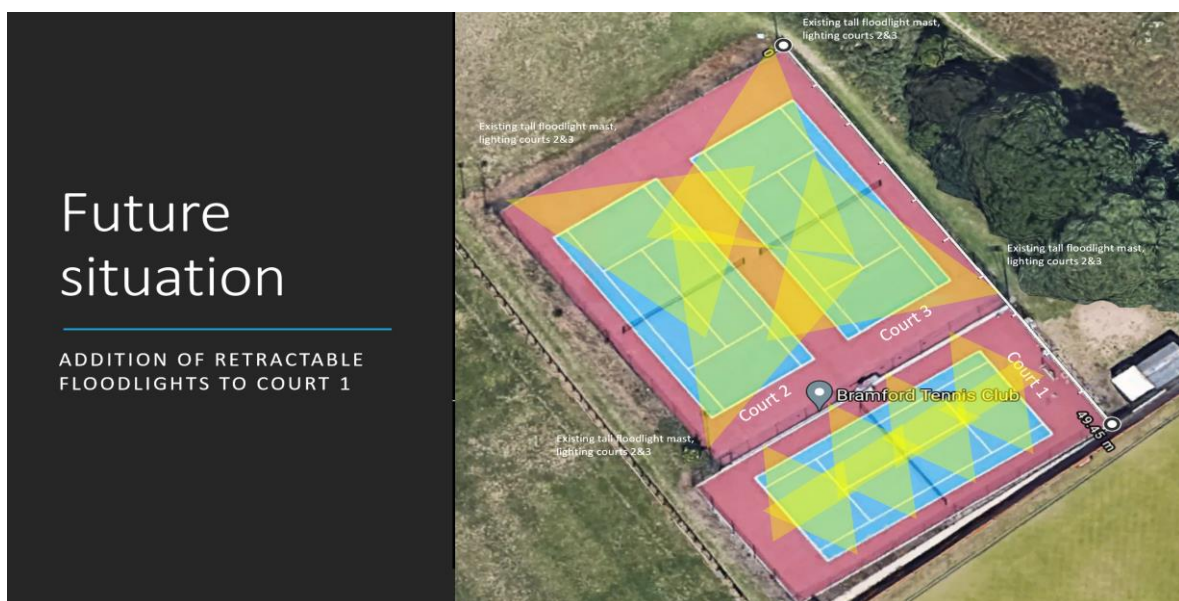 Future
situation
ADDITION OF RETRACTABLE
FLOODLIGHTS TO COURT 1
Existing tall floodlight mast,
lighting courts 2&3
0
Existing tall floodlight mast,
lighting courts 2&3
Existing tall floodlight mast,
lighting courts 2&3
Court 3
Court 1
Court 2
Bramford Tennis Club
49.45 m
Existing tall floodlight mast,
lighting courts 2&3